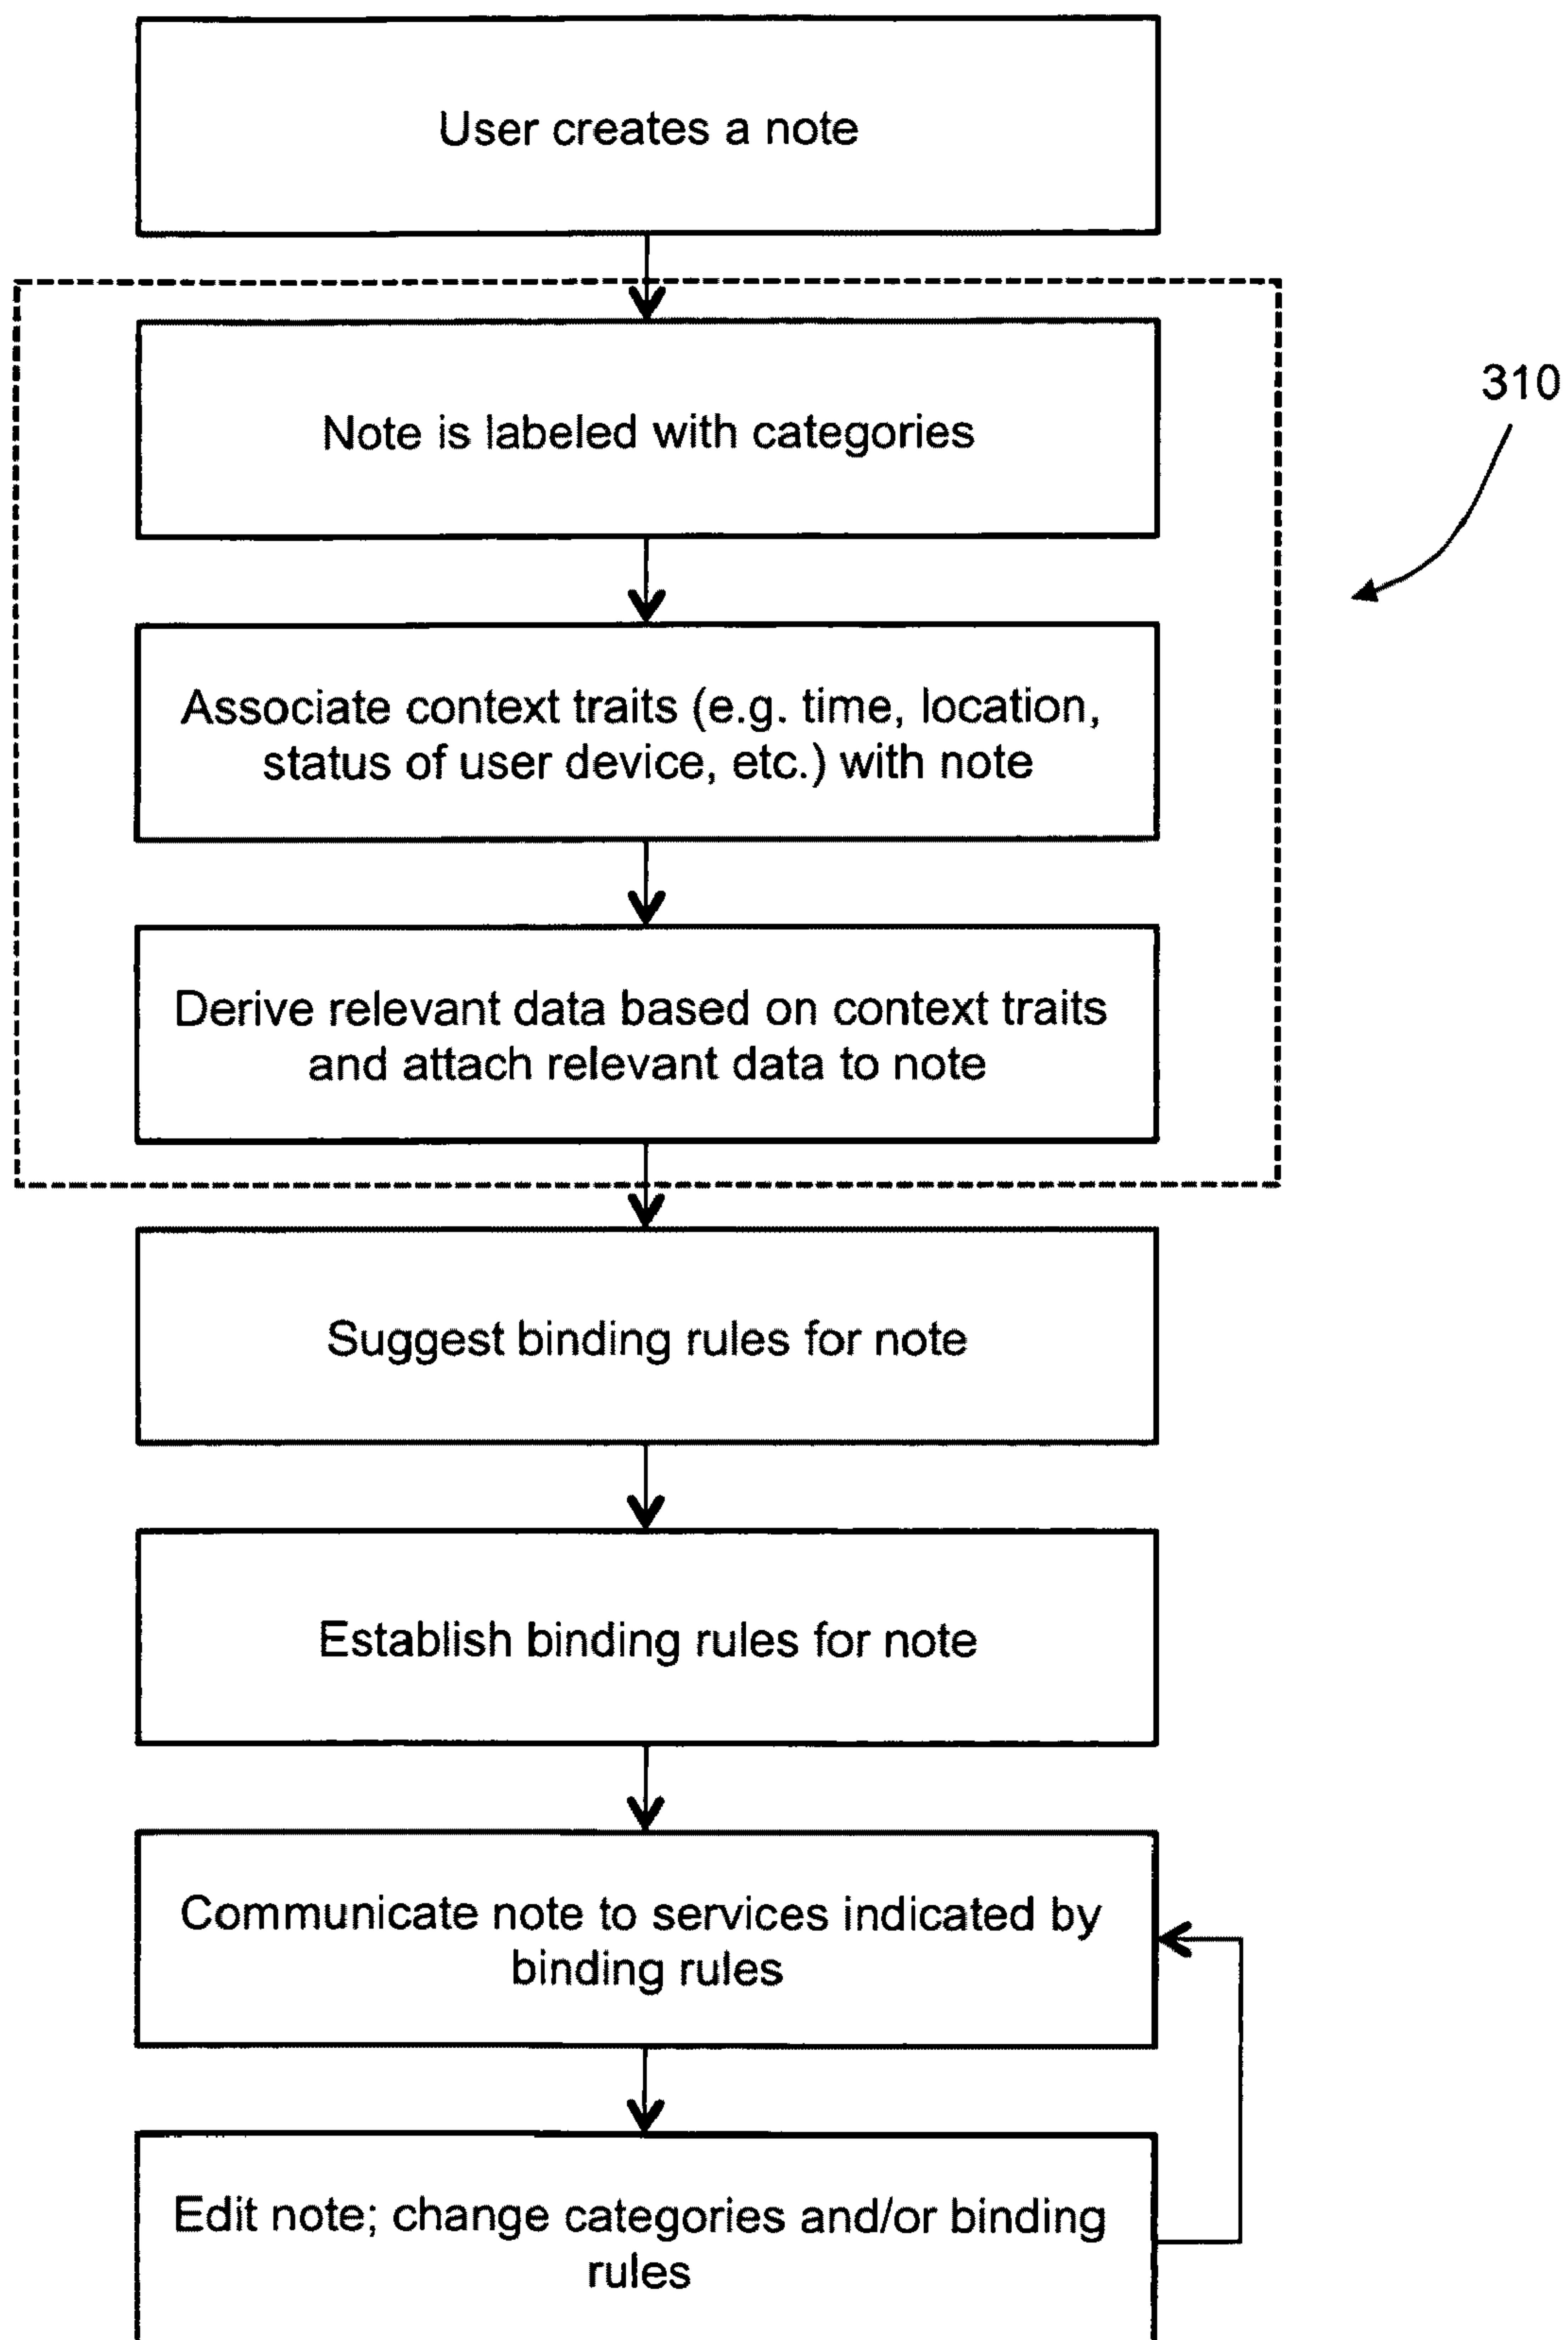 User creates a note
Note is labeled with categories
310
Associate context traits (e.g. time, location,
status of user device, etc.) with note
Derive relevant data based on context traits
and attach relevant data to note
Suggest binding rules for note
Establish binding rules for note
Communicate note to services indicated by
binding rules
Edit note; change categories and/or binding
rules